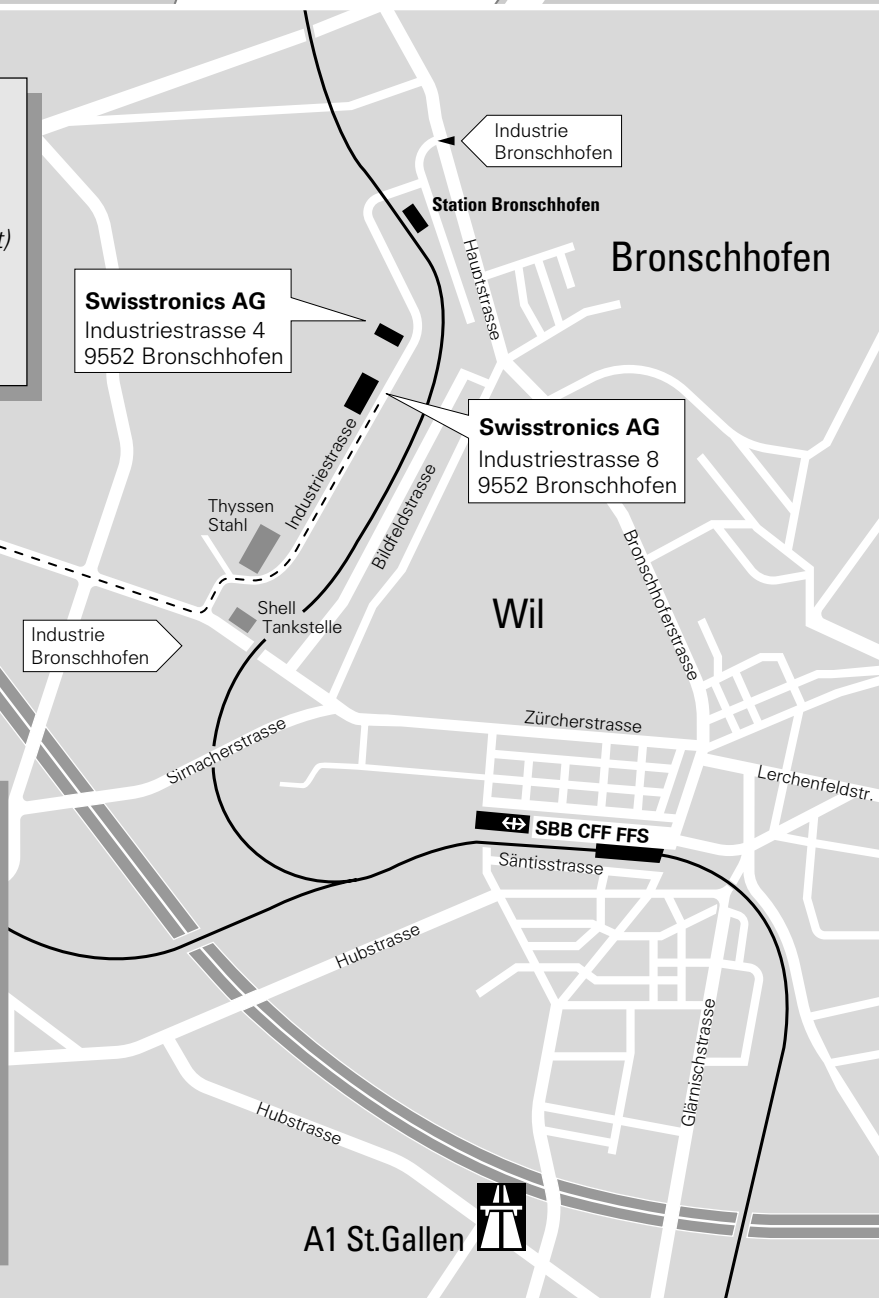 Industrie
Bronschhofen
Station Bronschhofen
t)
Hauptstrasse
Bronschhofen
Swisstronics AG
Industriestrasse 4
9552 Bronschhofen
Swisstronics AG
Industriestrasse 8
9552 Bronschhofen
Industriestrasse
Bildfeldstrasse
Thyssen
Stahl
Bronschhoferstrasse
Shell
Tankstelle
Wil
Industrie
Bronschhofen
Zürcherstrasse
Sirnacherstrasse
Lerchenfeldstr.
SBB CFF FFS
Säntisstrasse
Hubstrasse
Glärnischstrasse
Hubstrasse
A1 St.Gallen